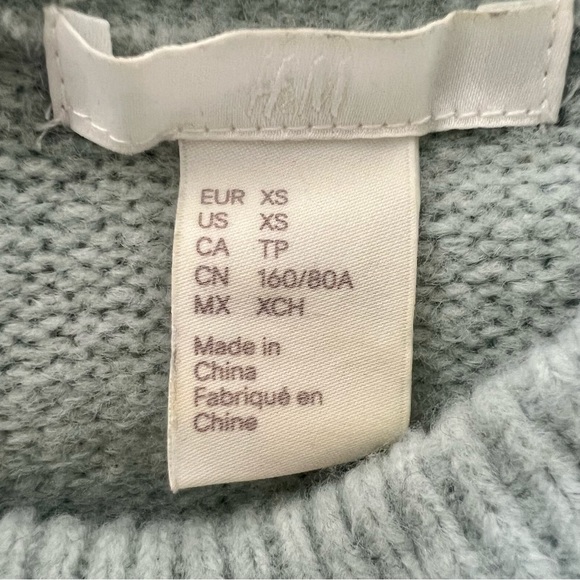 H&M
EUR XS
US XS
CA TP
CN 160/80A
MX XCH
Made in
China
Fabriqué en
Chine